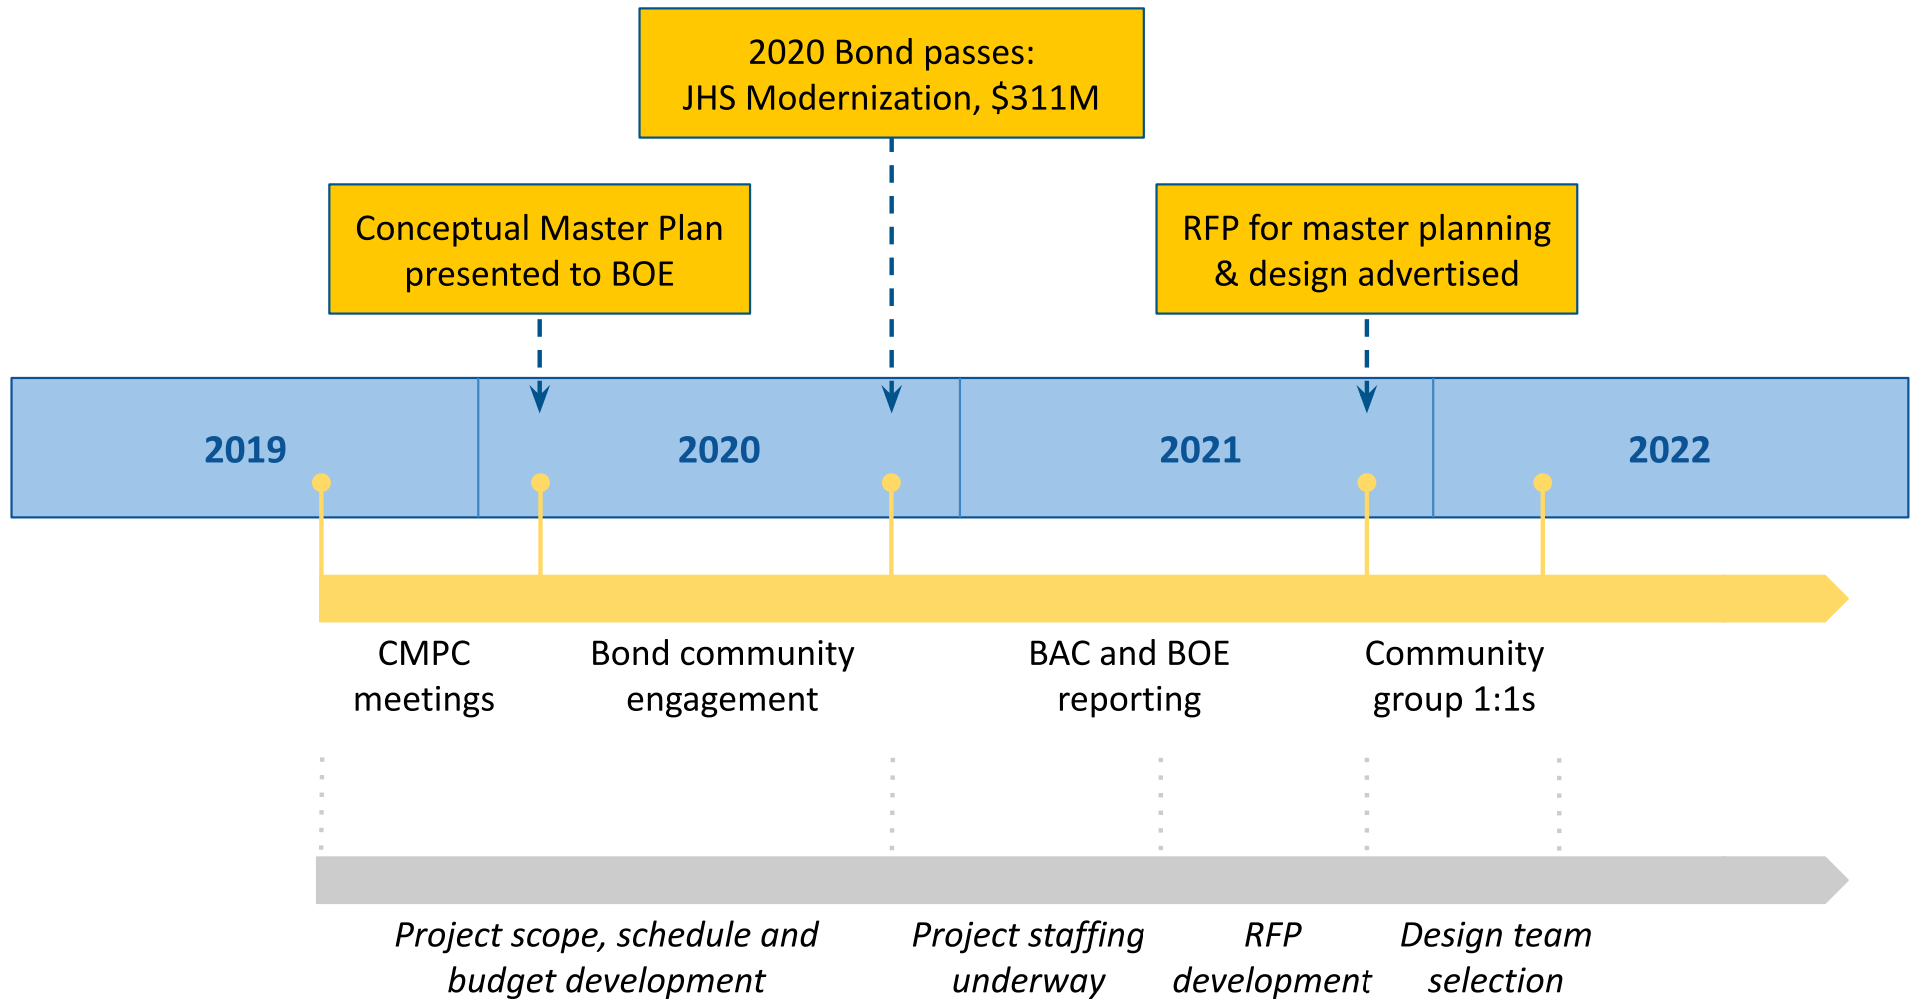 2020 Bond passes:
JHS Modernization, $311M
Conceptual Master Plan
presented to BOE
RFP for master planning
& design advertised
2019
2020
2021
2022
CMPC
meetings
Bond community
engagement
BAC and BOE
reporting
Community
group 1:1s
Project scope, schedule and
budget development
Project staffing
underway
RFP
development
Design team
selection